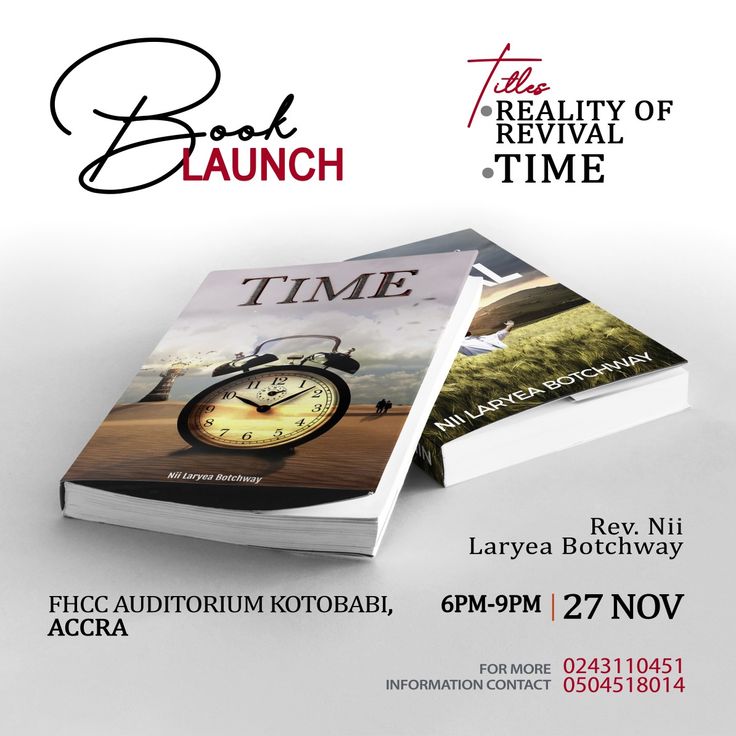 Book
LAUNCH
Titles
•REALITY OF
REVIVAL
•TIME
TIME
Nii Laryea Botchway
NII LARYEA BOTCHWAY
Rev. Nii
Laryea Botchway
FHCC AUDITORIUM KOTOBABI,
ACCRA
6PM-9PM | 27 NOV
FOR MORE
INFORMATION CONTACT
0243110451
0504518014